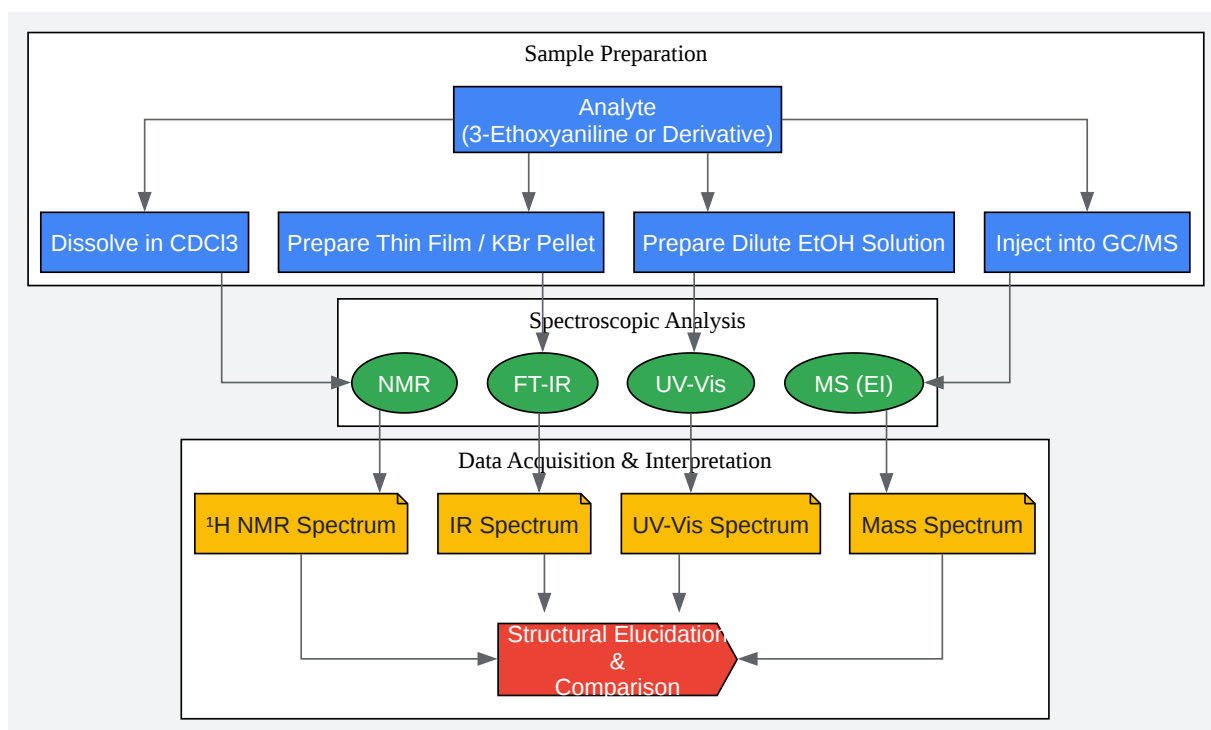 Sample Preparation
Analyte
(3-Ethoxyaniline or Derivative)
Dissolve in CDCl3
Prepare Thin Film / KBr Pellet
Prepare Dilute EtOH Solution
Inject into GC/MS
Spectroscopic Analysis
NMR
FT-IR
UV-Vis
MS (EI)
Data Acquisition & Interpretation
¹H NMR Spectrum
IR Spectrum
UV-Vis Spectrum
Mass Spectrum
Structural Elucidation
&
Comparison